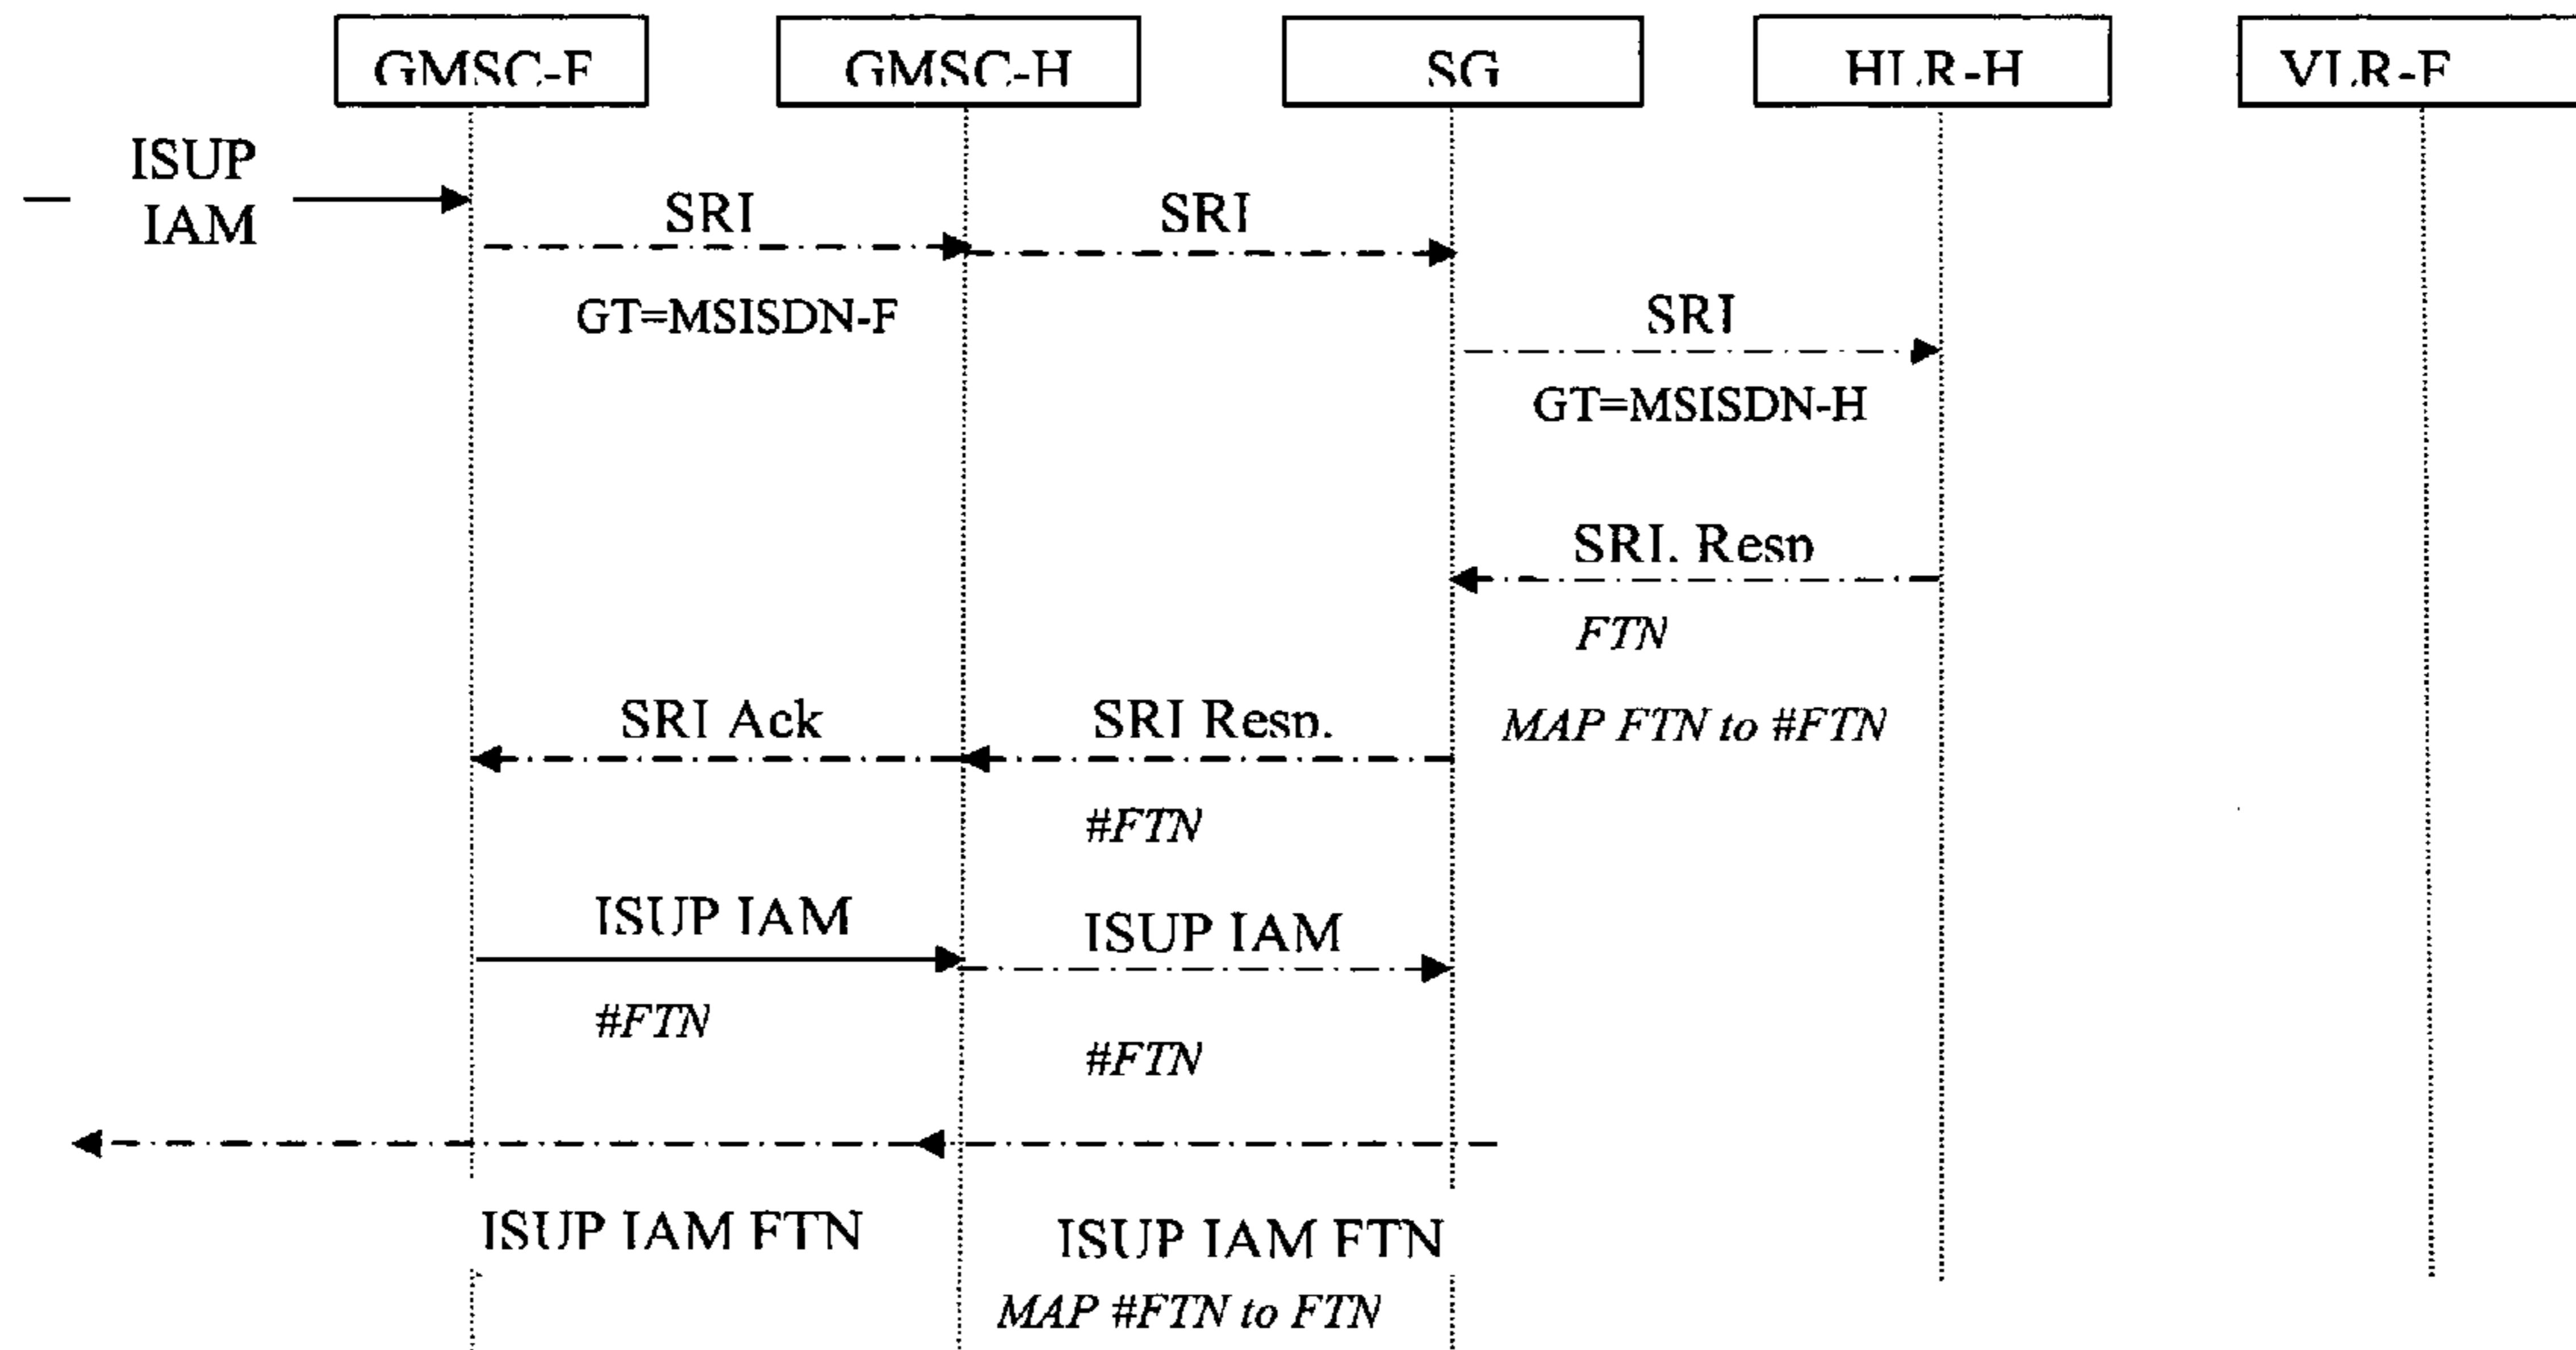 GMSC-F
GMSC-H
SG
HLR-H
VLR-F
ISUP
IAM
SRI
SRI
GT=MSISDN-F
SRI
GT=MSISDN-H
SRI. Resp
FTN
MAP FTN to #FTN
SRI Ack
SRI Resp.
#FTN
ISUP IAM
ISUP IAM
#FTN
#FTN
ISUP IAM FTN
ISUP IAM FTN
MAP #FTN to FTN